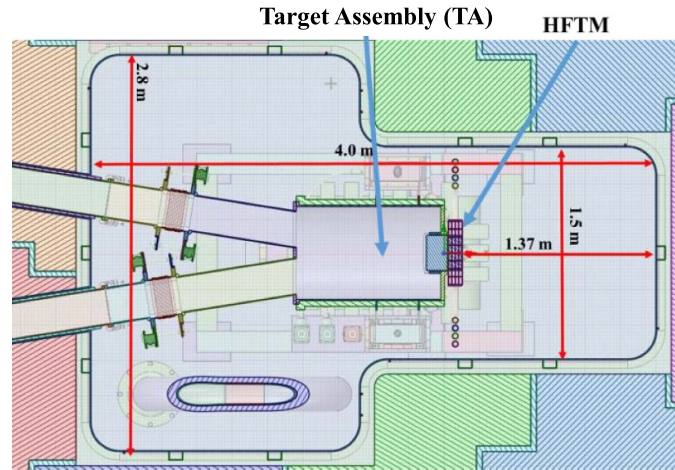 Target Assembly (TA)
HFTM
2.8 m
4.0 m
1.5 m
1.37 m